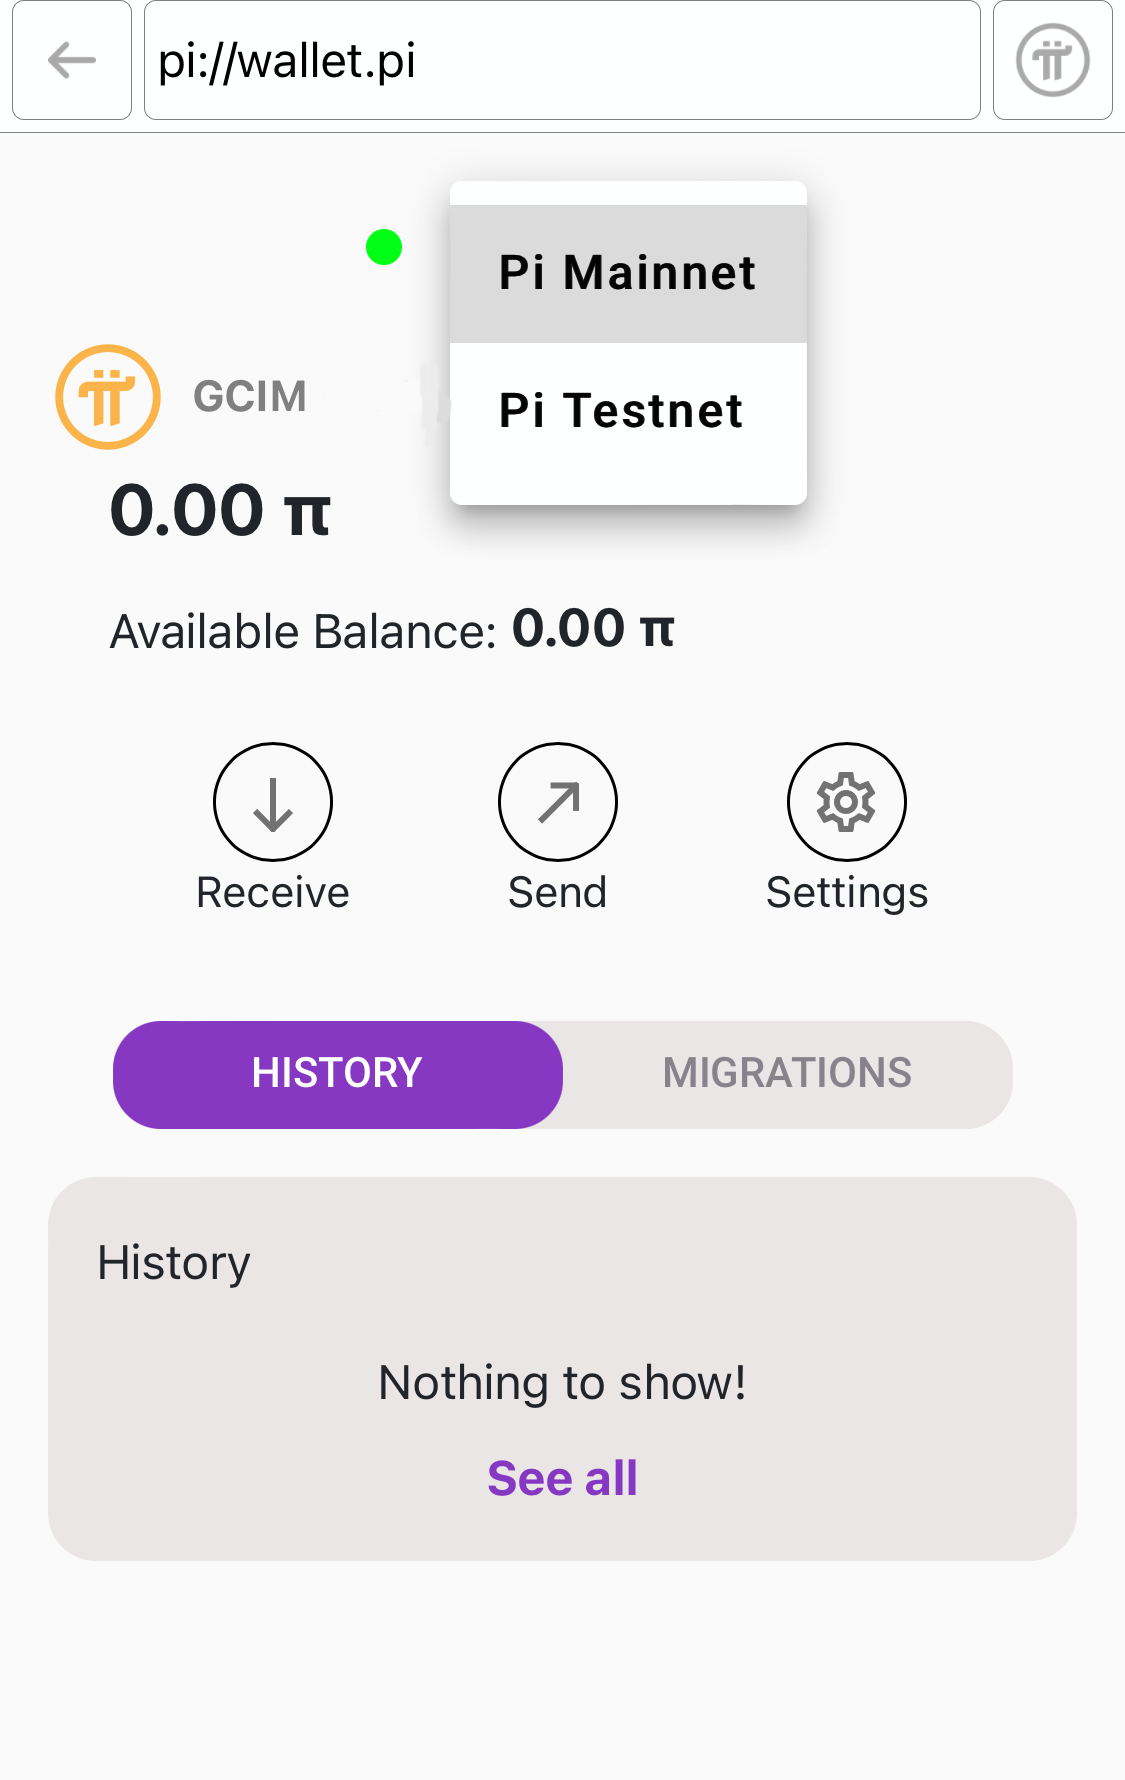 pi://wallet.pi
Pi Mainnet
Pi Testnet
GCIM
0.00 π
Available Balance: 0.00 π
Receive
Send
Settings
HISTORY
MIGRATIONS
History
Nothing to show!
See all